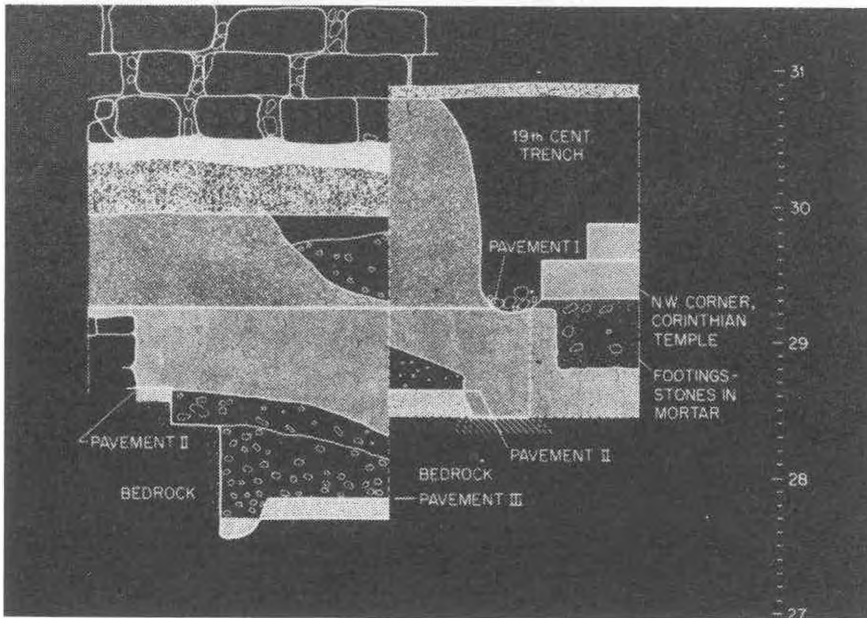 31
19th CENT
TRENCH
30
PAVEMENT I
N.W. CORNER,
CORINTHIAN
TEMPLE
29
FOOTINGS-
STONES IN
MORTAR
PAVEMENT II
PAVEMENT II
BEDROCK
BEDROCK
28
PAVEMENT III
27